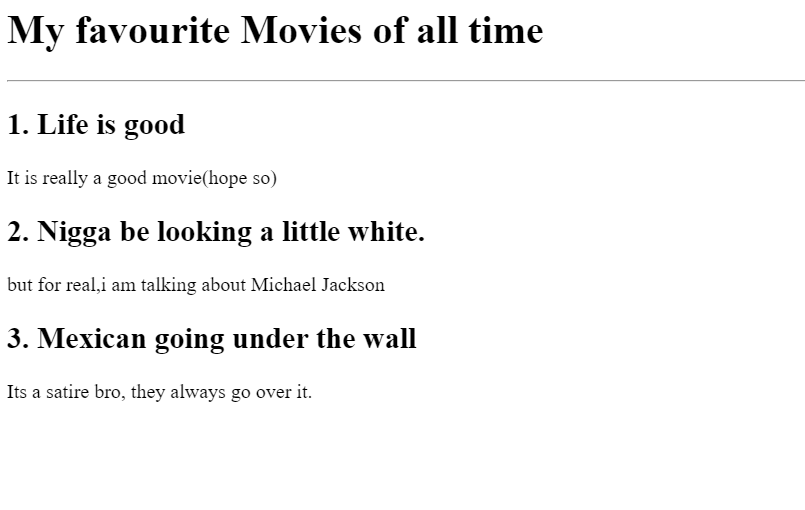 My favourite Movies of all time
1. Life is good
It is really a good movie(hope so)
2. Nigga be looking a little white.
but for real,i am talking about Michael Jackson
3. Mexican going under the wall
Its a satire bro, they always go over it.